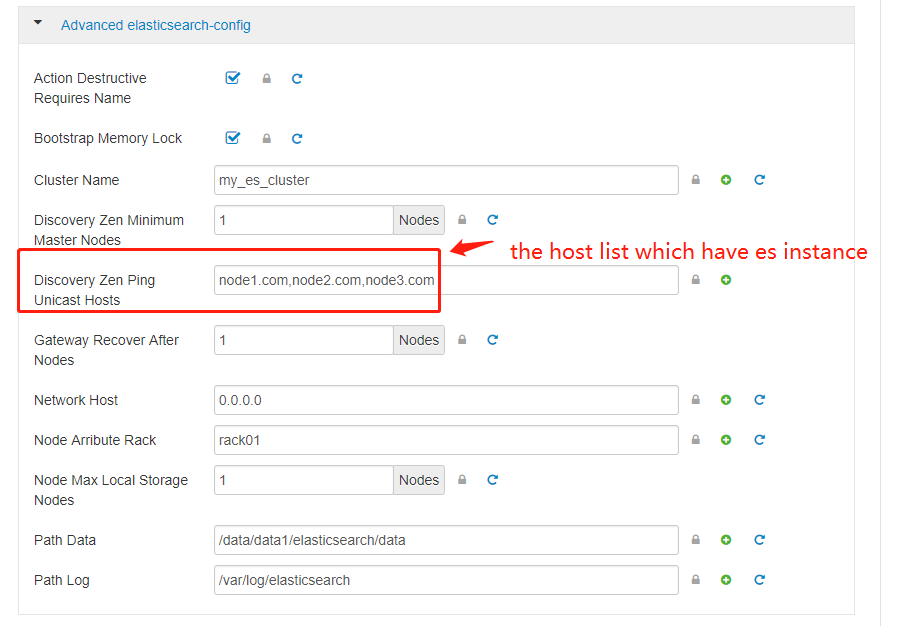 Advanced elasticsearch-config
Action Destructive
Requires Name
Bootstrap Memory Lock
Cluster Name
my_es_cluster
Discovery Zen Minimum
Master Nodes
1
Nodes
the host list which have es instance
Discovery Zen Ping
Unicast Hosts
node1.com,node2.com,node3.com
Gateway Recover After
Nodes
1
Nodes
Network Host
0.0.0.0
Node Arribute Rack
rack01
Node Max Local Storage
Nodes
1
Nodes
Path Data
/data/data1/elasticsearch/data
Path Log
/var/log/elasticsearch